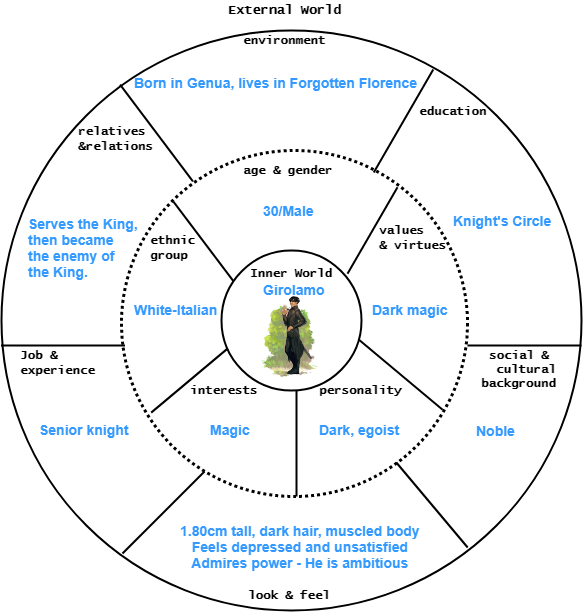 External World
environment
Born in Genua, lives in Forgotten Florence
education
Knight's Circle
relatives
&relations
Serves the King,
then became
the enemy of
the King.
age & gender
30/Male
values
& virtues
Dark magic
ethnic
group
White-Italian
Inner World
Girolamo
Job &
experience
Senior knight
interests
Magic
personality
Dark, egoist
social &
cultural
background
Noble
1.80cm tall, dark hair, muscled body
Feels depressed and unsatisfied
Admires power - He is ambitious
look & feel